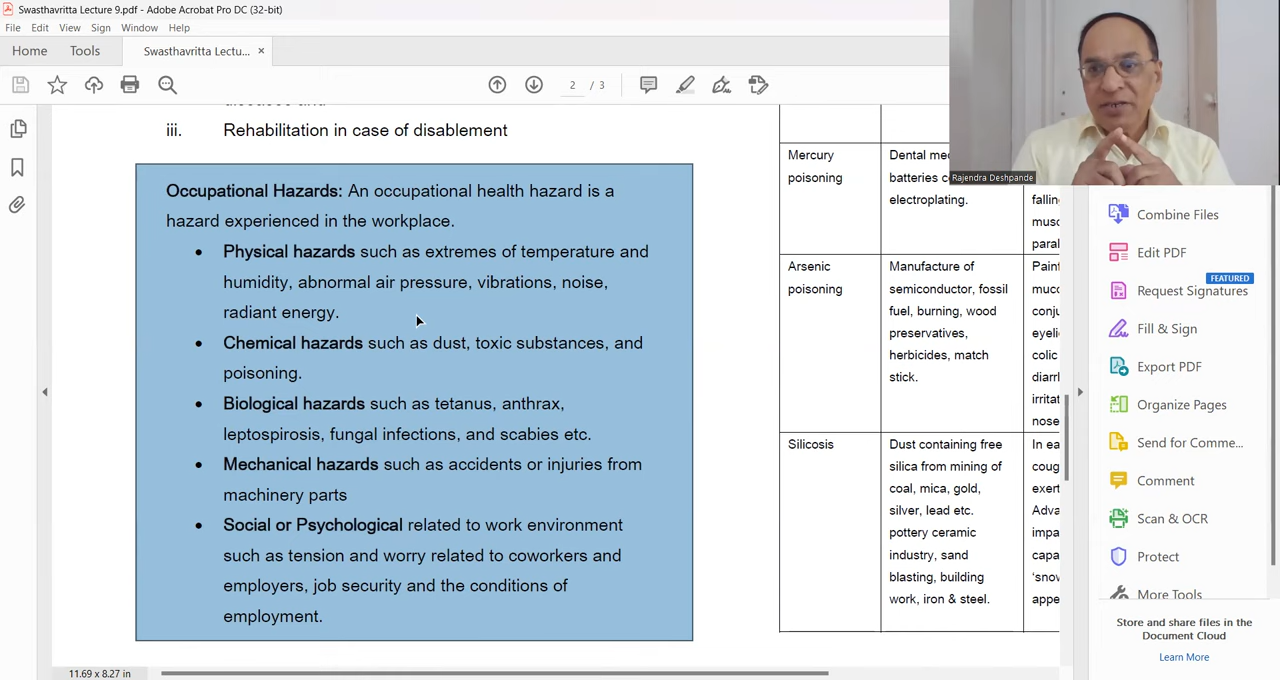 Swasthavritta Lecture 9.pdf - Adobe Acrobat Pro DC (32-bit)
File Edit View Sign Window Help
Home Tools Swasthavritta Lectu... ×
2 / 3
iii. Rehabilitation in case of disablement
Occupational Hazards: An occupational health hazard is a
hazard experienced in the workplace.
• Physical hazards such as extremes of temperature and
humidity, abnormal air pressure, vibrations, noise,
radiant energy.
• Chemical hazards such as dust, toxic substances, and
poisoning.
• Biological hazards such as tetanus, anthrax,
leptospirosis, fungal infections, and scabies etc.
• Mechanical hazards such as accidents or injuries from
machinery parts
• Social or Psychological related to work environment
such as tension and worry related to coworkers and
employers, job security and the conditions of
employment.
11.69 x 8.27 in
Mercury
poisoning
Dental
batteries
electroplating.
Arsenic
poisoning
Manufacture of
semiconductor, fossil
fuel, burning, wood
preservatives,
herbicides, match
stick.
Silicosis
Dust containing free
silica from mining of
coal, mica, gold,
silver, lead etc.
pottery ceramic
industry, sand
blasting, building
work, iron & steel.
colic
Rajendra Deshpande
Combine Files
Edit PDF
FEATURED
Request Signatures
Fill & Sign
Export PDF
Organize Pages
Send for Comme...
Comment
Scan & OCR
Protect
More Tools
Store and share files in the
Document Cloud
Learn More